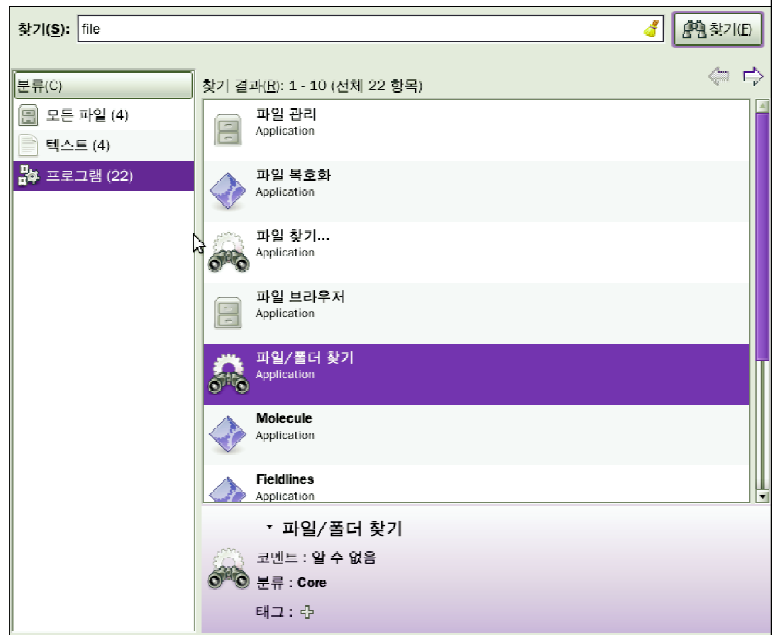 찾기(S): file 찾기(F)
분류(C)
모든 파일 (4)
텍스트 (4)
프로그램 (22)
찾기 결과(R): 1 - 10 (전체 22 항목)
파일 관리
Application
파일 복호화
Application
파일 찾기...
Application
파일 브라우저
Application
파일/폴더 찾기
Application
Molecule
Application
Fieldlines
Application
파일/폴더 찾기
코멘트 : 알 수 없음
분류 : Core
태그 :